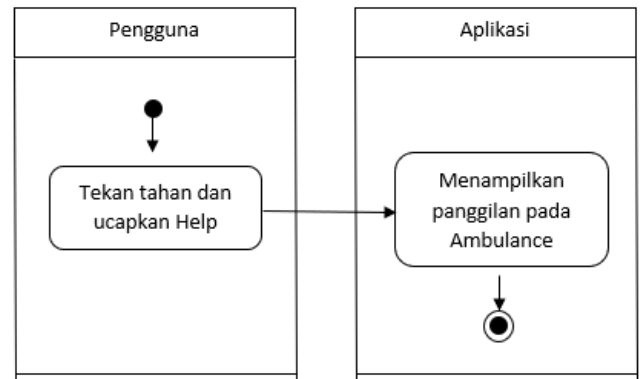 Pengguna
Aplikasi
Tekan tahan dan
ucapkan Help
Menampilkan
panggilan pada
Ambulance